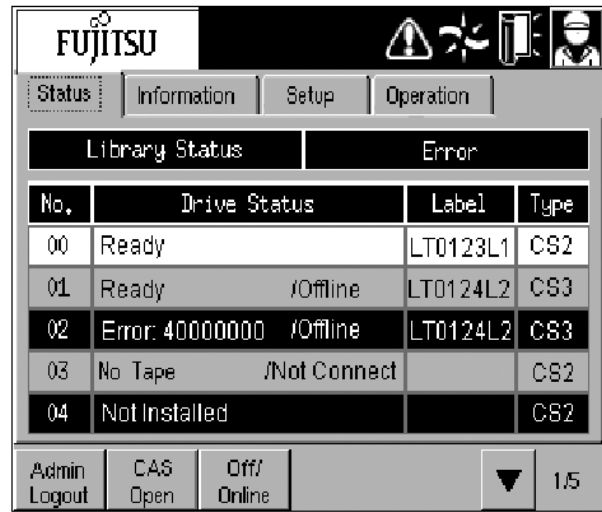 FUJITSU
Status Information Setup Operation
Library Status Error
No. Drive Status Label Type
00 Ready LT0123L1 CS2
01 Ready /Offline LT0124L2 CS3
02 Error: 40000000 /Offline LT0124L2 CS3
03 No Tape /Not Connect CS2
04 Not Installed CS2
Admin Logout CAS Open Off/ Online ▼ 1/5